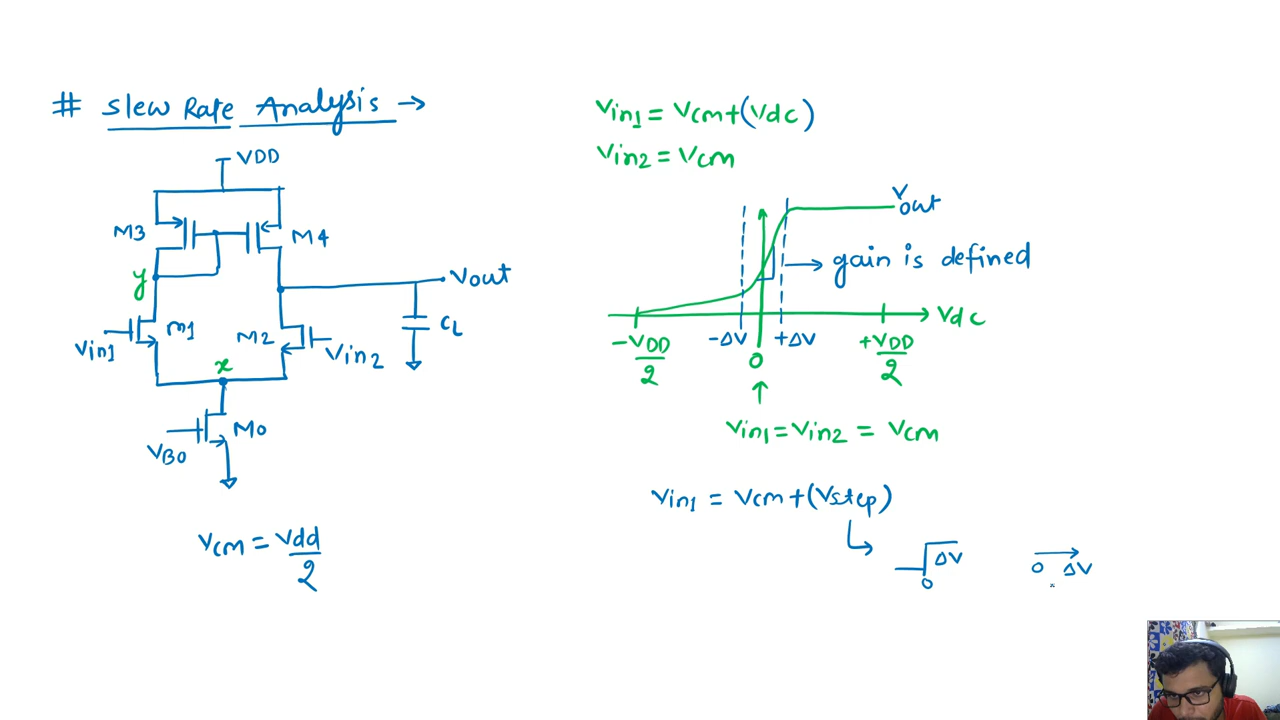 # Slew Rate Analysis →
VDD
M3
M4
y
Vout
M1
M2
CL
Vin1
Vin2
x
M0
VB0
Vcm = Vdd/2
Vin1 = Vcm+(Vdc)
Vin2 = Vcm
Vout
→ gain is defined
Vdc
-VDD/2
-ΔV
0
+ΔV
+VDD/2
↑
Vin1 = Vin2 = Vcm
Vin1 = Vcm+(Vstep)
ΔV
0
0 → ΔV